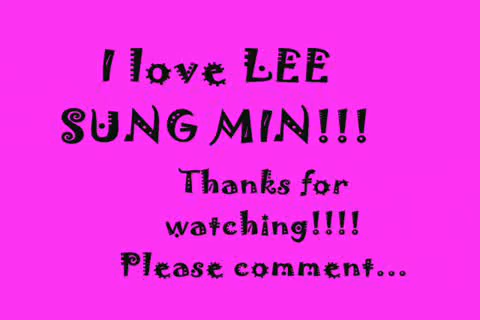 I love LEE
SUNG MIN!!!
Thanks for
watching!!!!
Please comment...